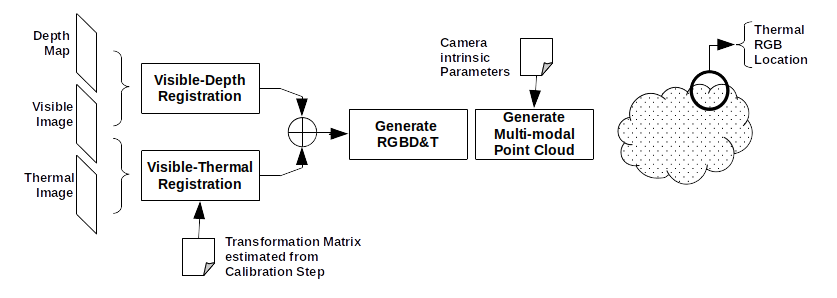 Depth
Map
Visible
Image
Thermal
Image
Visible-Depth
Registration
Visible-Thermal
Registration
Transformation Matrix
estimated from
Calibration Step
Generate
RGBD&T
Camera
intrinsic
Parameters
Generate
Multi-modal
Point Cloud
Thermal
RGB
Location